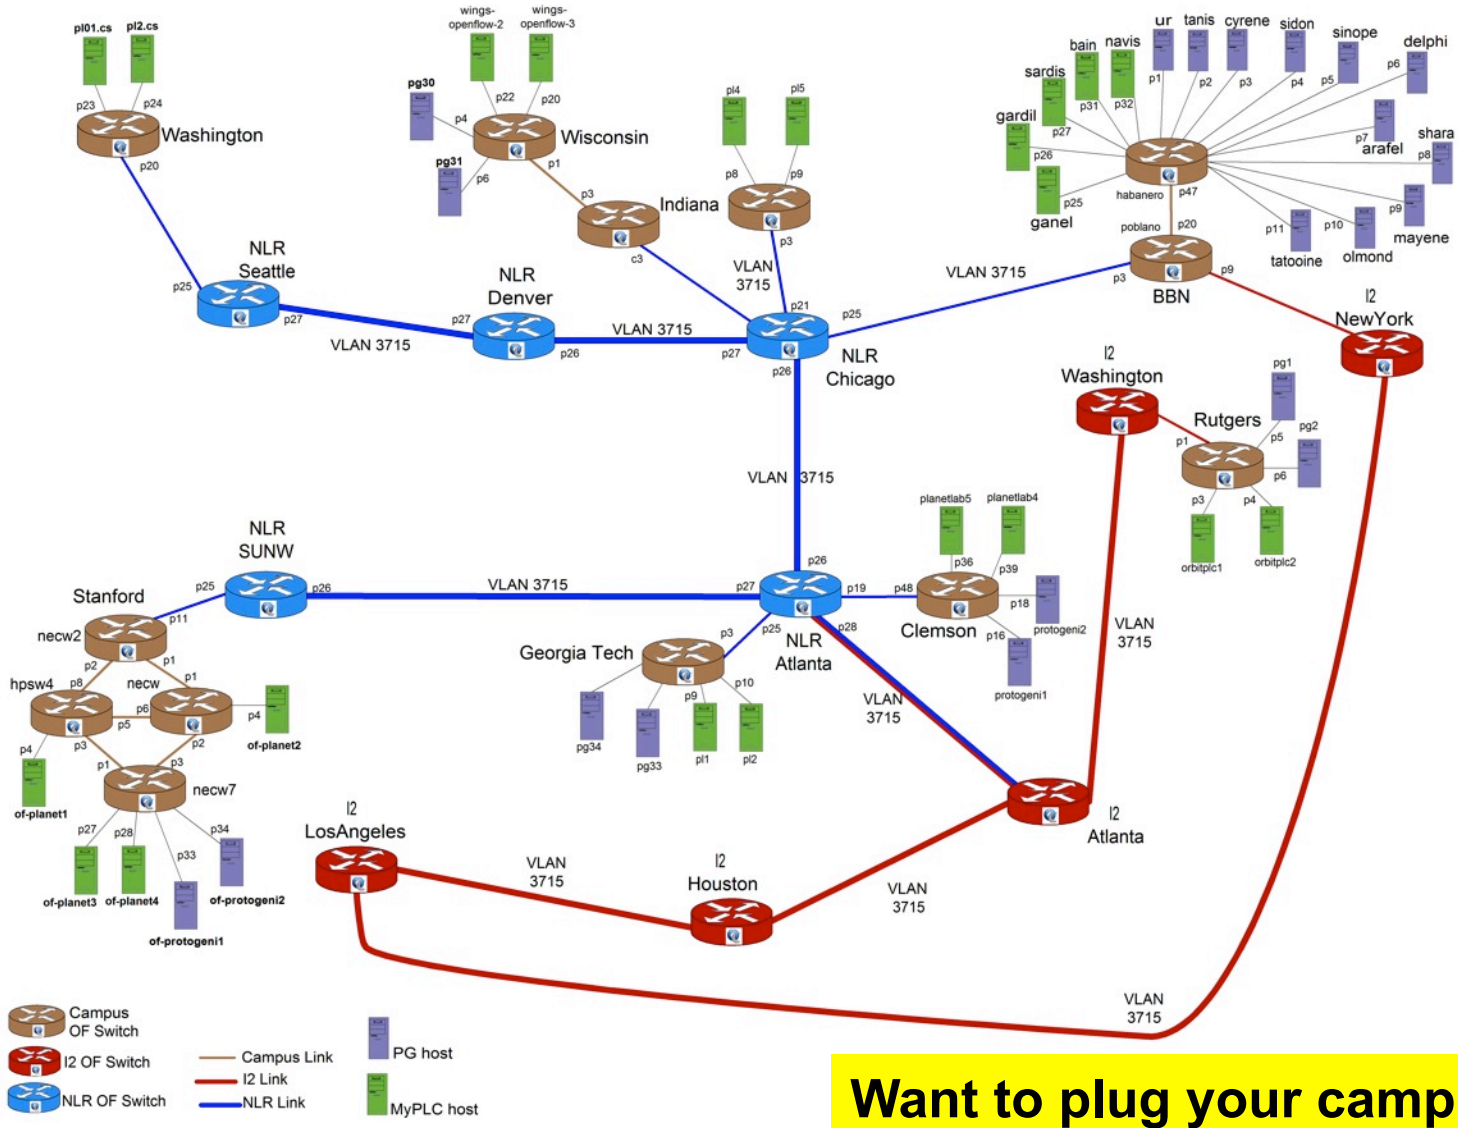 pl01.cs
pl2.cs
p23
p24
Washington
p20
wings-
openflow-2
wings-
openflow-3
pg30
p22
p20
p4
Wisconsin
pg31
p6
p1
p3
Indiana
c3
pl4
pl5
p8
p9
p3
VLAN
3715
p21
ur
tanis
cyrene
sidon
sinope
delphi
bain
navis
sardis
gardil
ganel
p1
p2
p3
p4
p5
p6
p31
p32
p27
p26
p25
p7
arafel
shara
p8
p9
mayene
p10
olmond
p11
tatooine
habanero
p47
poblano
p20
p3
BBN
p9
VLAN 3715
p25
NLR
Seattle
p25
p27
VLAN 3715
NLR
Denver
p27
p26
VLAN 3715
p27
p26
NLR
Chicago
I2
NewYork
I2
Washington
p1
Rutgers
pg1
p5
pg2
p6
p3
p4
orbitplc1
orbitplc2
VLAN 3715
NLR
SUNW
p25
p26
VLAN 3715
p27
p26
p19
p25
p28
NLR
Atlanta
p48
planetlab5
planetlab4
p36
p39
p18
protogeni2
p16
protogeni1
Clemson
VLAN
3715
Stanford
p11
necw2
p2
p1
hpsw4
p8
necw
p1
p6
p5
p4
of-planet2
p4
p3
p2
p1
p3
of-planet1
necw7
p27
p28
p33
p34
of-planet3
of-planet4
of-protogeni2
of-protogeni1
Georgia Tech
p3
p9
p10
pg34
pg33
pl1
pl2
VLAN
3715
I2
Atlanta
I2
LosAngeles
VLAN
3715
I2
Houston
VLAN
3715
VLAN
3715
Campus
OF Switch
I2 OF Switch
NLR OF Switch
Campus Link
I2 Link
NLR Link
PG host
MyPLC host
Want to plug your camp